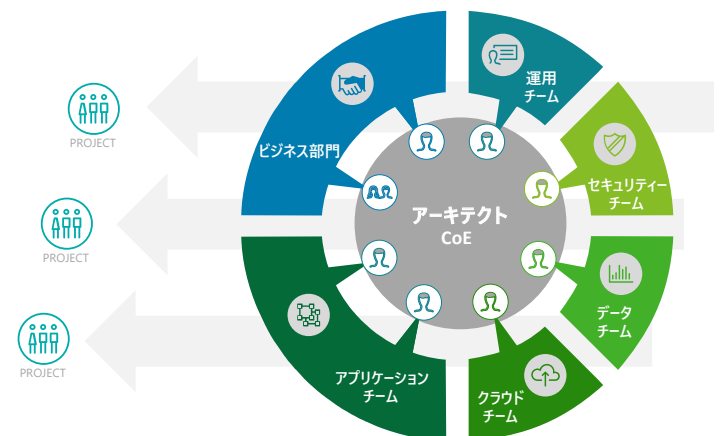 運用
チーム
ビジネス部門
セキュリティー
チーム
アーキテクト
CoE
データ
チーム
アプリケーション
チーム
クラウド
チーム
PROJECT
PROJECT
PROJECT